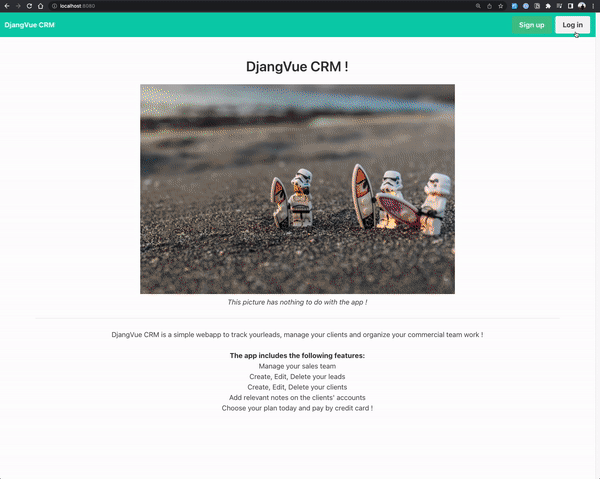 localhost:8080
DjangVue CRM
Sign up
Log in
DjangVue CRM !
This picture has nothing to do with the app !
DjangVue CRM is a simple webapp to track yourleads, manage your clients and organize your commercial team work !
The app includes the following features:
Manage your sales team
Create, Edit, Delete your leads
Create, Edit, Delete your clients
Add relevant notes on the clients' accounts
Choose your plan today and pay by credit card !